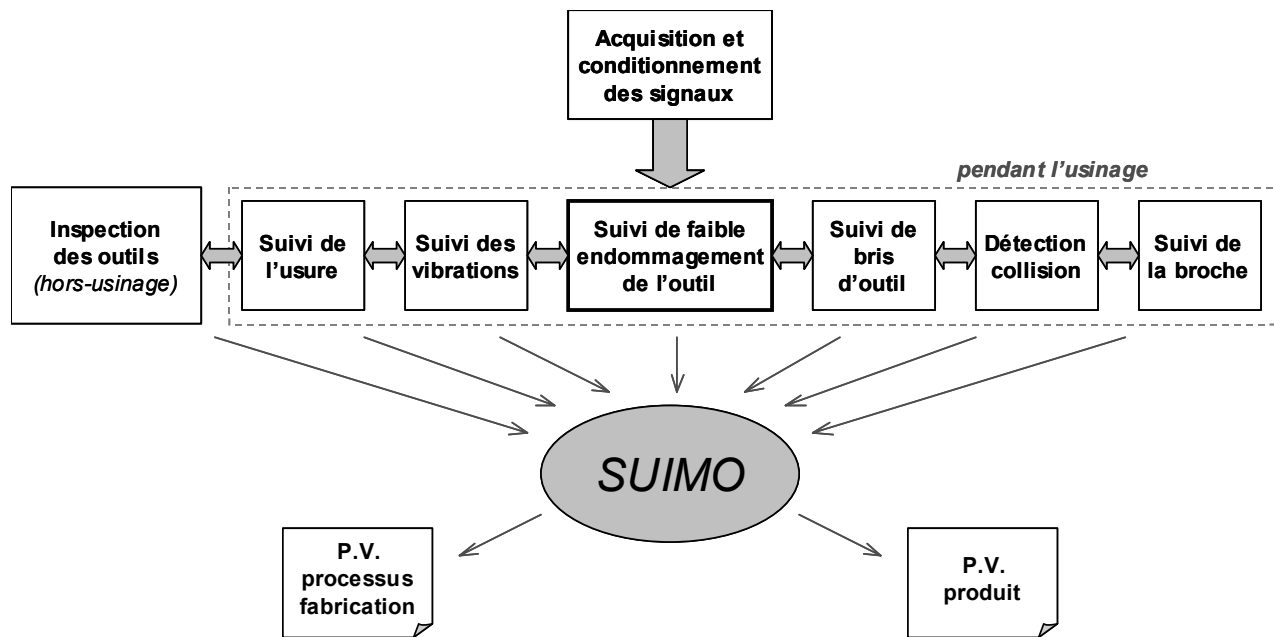 Acquisition et
conditionnement
des signaux
pendant l'usinage
Inspection
des outils
(hors-usinage)
Suivi de
l'usure
Suivi des
vibrations
Suivi de faible
endommagement
de l'outil
Suivi de
bris
d'outil
Détection
collision
Suivi de
la broche
SUIMO
P.V.
processus
fabrication
P.V.
produit